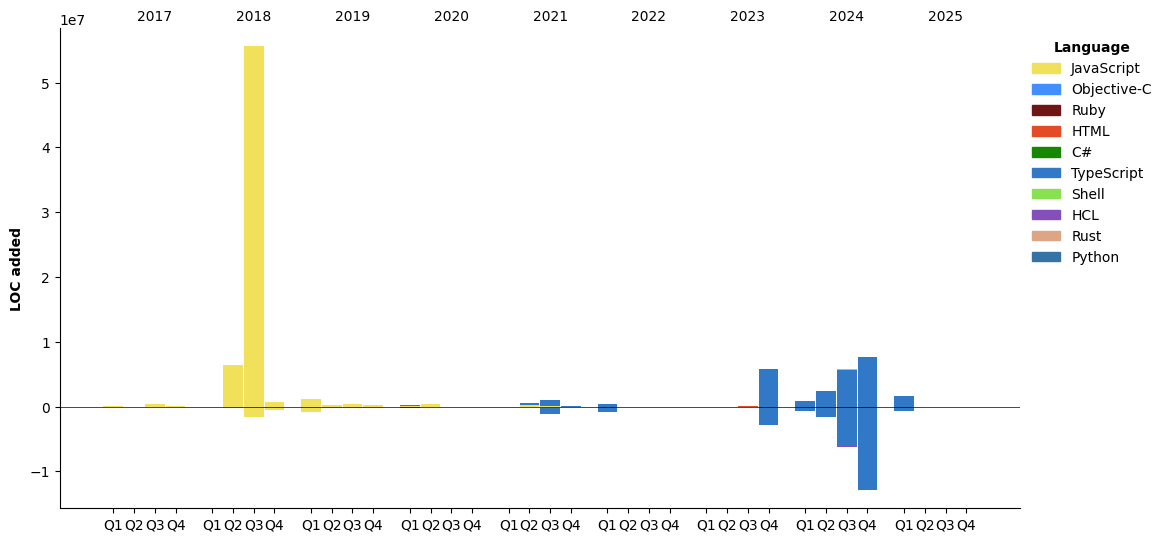 1e7
2017 2018 2019 2020 2021 2022 2023 2024 2025
Language
JavaScript
Objective-C
Ruby
HTML
C#
TypeScript
Shell
HCL
Rust
Python
LOC added
5
4
3
2
1
0
−1
Q1 Q2 Q3 Q4 Q1 Q2 Q3 Q4 Q1 Q2 Q3 Q4 Q1 Q2 Q3 Q4 Q1 Q2 Q3 Q4 Q1 Q2 Q3 Q4 Q1 Q2 Q3 Q4 Q1 Q2 Q3 Q4 Q1 Q2 Q3 Q4